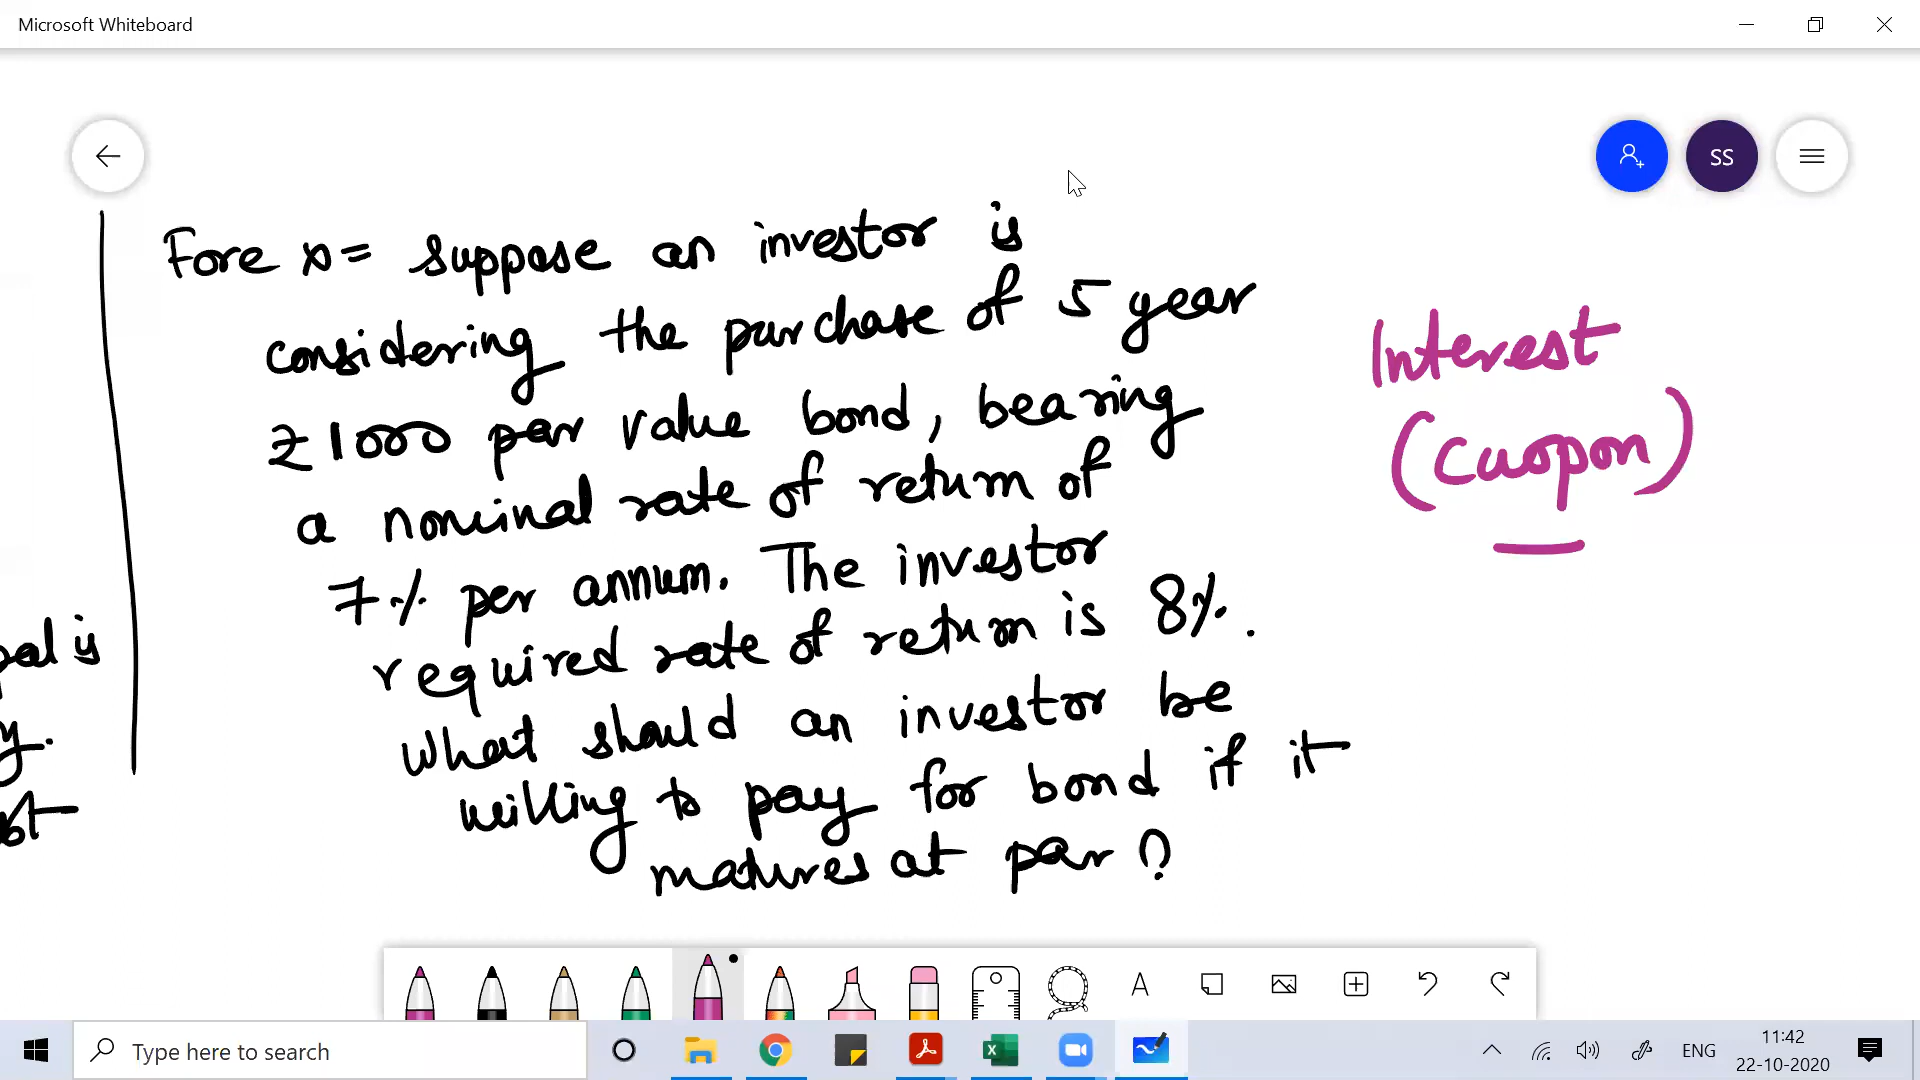 Microsoft Whiteboard
SS
Fore x= suppose an investor is
considering the purchase of 5 year
₹1000 par value bond, bearing
a nominal rate of return of
7% per annum. The investor
required rate of return is 8%.
What should an investor be
willing to pay for bond if it
matures at par?
Interest
(Cuopon)
pal is
y.
A
Type here to search
ENG
11:42
22-10-2020